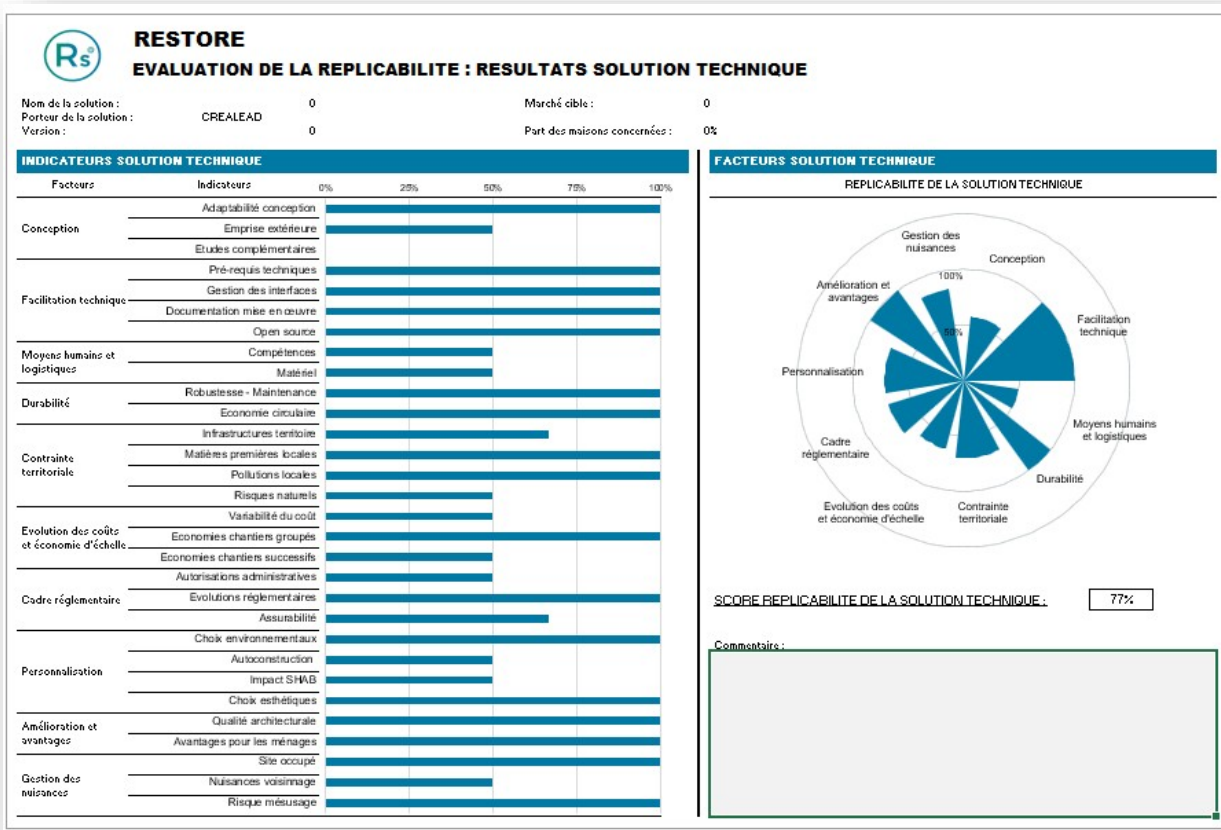 Rs°
RESTORE
EVALUATION DE LA REPLICABILITE : RESULTATS SOLUTION TECHNIQUE
Nom de la solution : 0 Marché cible : 0
Porteur de la solution : CREALEAD
Version : 0 Part des maisons concernées : 0%
INDICATEURS SOLUTION TECHNIQUE
Facteurs Indicateurs 0% 25% 50% 75% 100%
Conception
Adaptabilité conception
Emprise extérieure
Etudes complémentaires
Facilitation technique
Pré-requis techniques
Gestion des interfaces
Documentation mise en œuvre
Open source
Moyens humains et
logistiques
Compétences
Matériel
Durabilité
Robustesse - Maintenance
Economie circulaire
Contrainte
territoriale
Infrastructures territoire
Matières premières locales
Pollutions locales
Risques naturels
Evolution des coûts
et économie d'échelle
Variabilité du coût
Economies chantiers groupés
Economies chantiers successifs
Cadre réglementaire
Autorisations administratives
Evolutions réglementaires
Assurabilité
Personnalisation
Choix environnementaux
Autoconstruction
Impact SHAB
Choix esthétiques
Amélioration et
avantages
Qualité architecturale
Avantages pour les ménages
Gestion des
nuisances
Site occupé
Nuisances voisinnage
Risque mésusage
FACTEURS SOLUTION TECHNIQUE
REPLICABILITE DE LA SOLUTION TECHNIQUE
Gestion des
nuisances
Conception
100%
50%
Amélioration et
avantages
Facilitation
technique
Personnalisation
Moyens humains
et logistiques
Cadre
réglementaire
Durabilité
Evolution des coûts
et économie d'échelle
Contrainte
territoriale
SCORE REPLICABILITE DE LA SOLUTION TECHNIQUE : 77%
Commentaire :